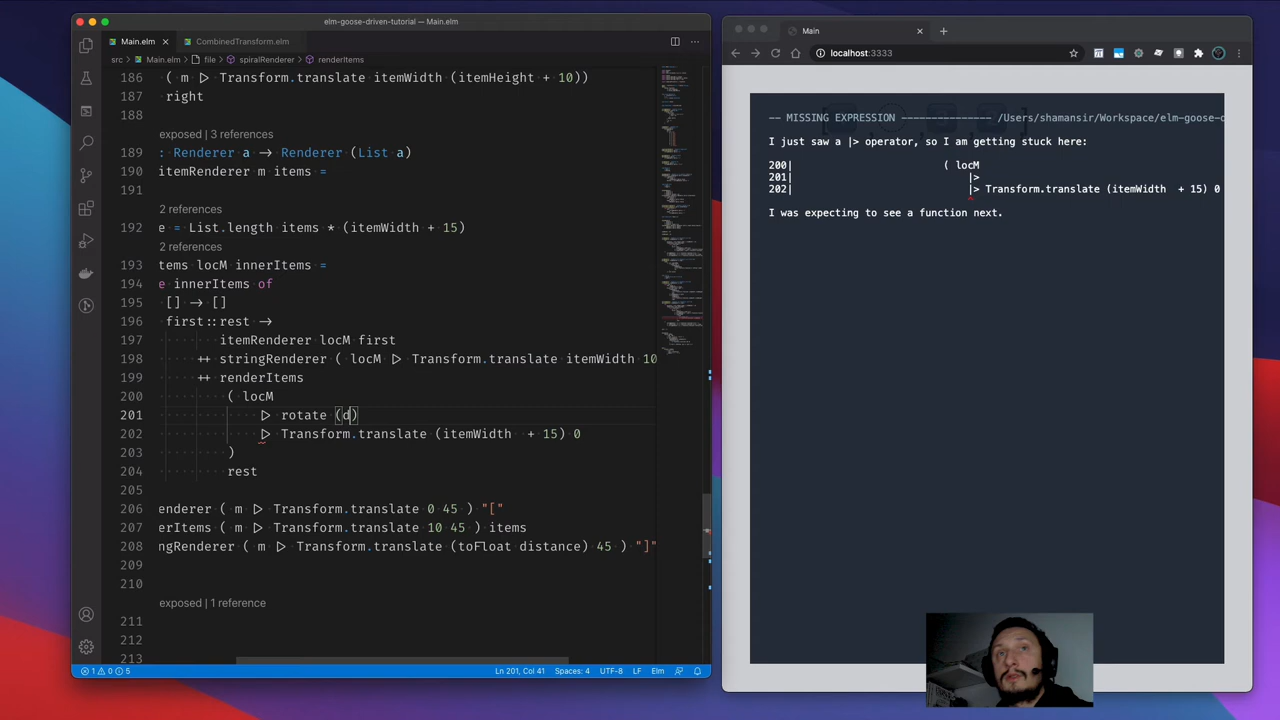 elm-goose-driven-tutorial — Main.elm
Main.elm
CombinedTransform.elm
src > Main.elm > file > spiralRenderer > renderItems
186 ( m |> Transform.translate itemWidth (itemHeight + 10))
187 right
188
exposed | 3 references
189 : Renderer a -> Renderer (List a)
190 itemRenderer m items =
191
2 references
192 e = List.length items * (itemWidth + 15)
2 references
193 tems locM innerItems =
194 e innerItems of
195 [] -> []
196 first::rest ->
197 itemRenderer locM first
198 ++ stringRenderer ( locM |> Transform.translate itemWidth 10
199 ++ renderItems
200 ( locM
201 |> rotate (d)
202 |> Transform.translate (itemWidth  + 15) 0
203 )
204 rest
205
206 enderer ( m |> Transform.translate 0 45 ) "["
207 erItems ( m |> Transform.translate 10 45 ) items
208 ngRenderer ( m |> Transform.translate (toFloat distance) 45 ) "]"
209
210
exposed | 1 reference
211
212
213
1 0 5
Ln 201, Col 41
Spaces: 4
UTF-8
LF
Elm
Main
localhost:3333
-- MISSING EXPRESSION --------------- /Users/shamansir/Workspace/elm-goose-d
I just saw a |> operator, so I am getting stuck here:
200| ( locM
201| |>
202| |> Transform.translate (itemWidth  + 15) 0
^
I was expecting to see a function next.